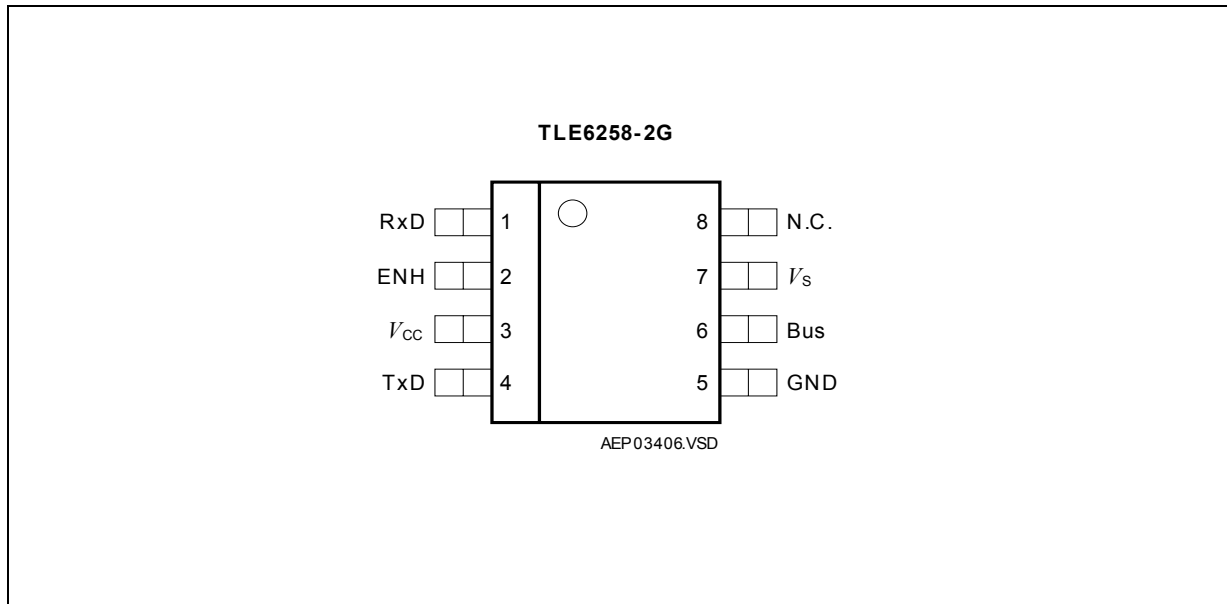 TLE6258-2G
RxD 1 8 N.C.
ENH 2 7 VS
VCC 3 6 Bus
TxD 4 5 GND
AEP03406.VSD